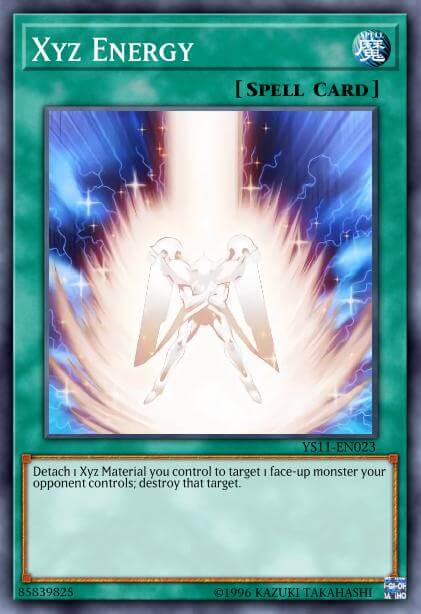 Xyz Energy
SPELL
魔
[ Spell Card ]
YS11-EN023
Detach 1 Xyz Material you control to target 1 face-up monster your
opponent controls; destroy that target.
85839825
©1996 KAZUKI TAKAHASHI